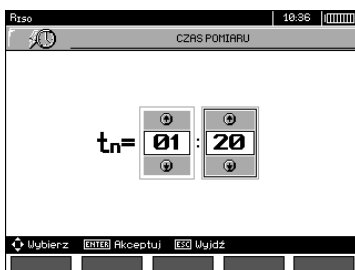 RISO 10:36
CZAS POMIARU
tn= 01 : 20
Wybierz ENTER Akceptuj ESC Wyjdź